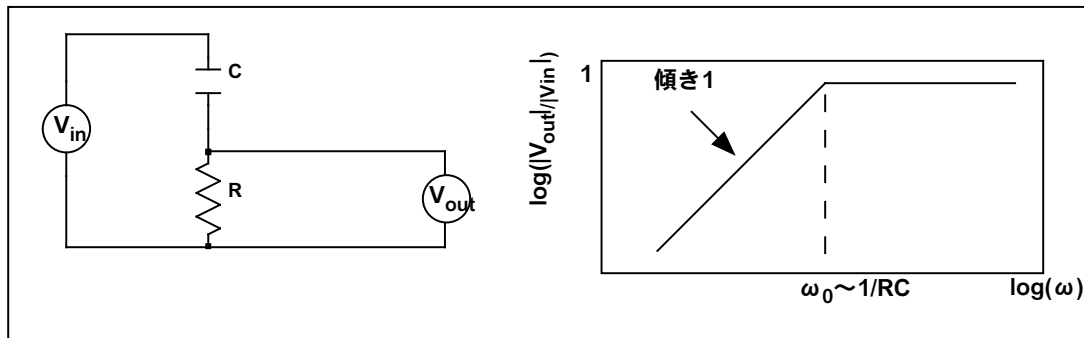 C
V_in
R
V_out
log(|V_out|/|Vin|)
1
傾き1
ω_0～1/RC
log(ω)